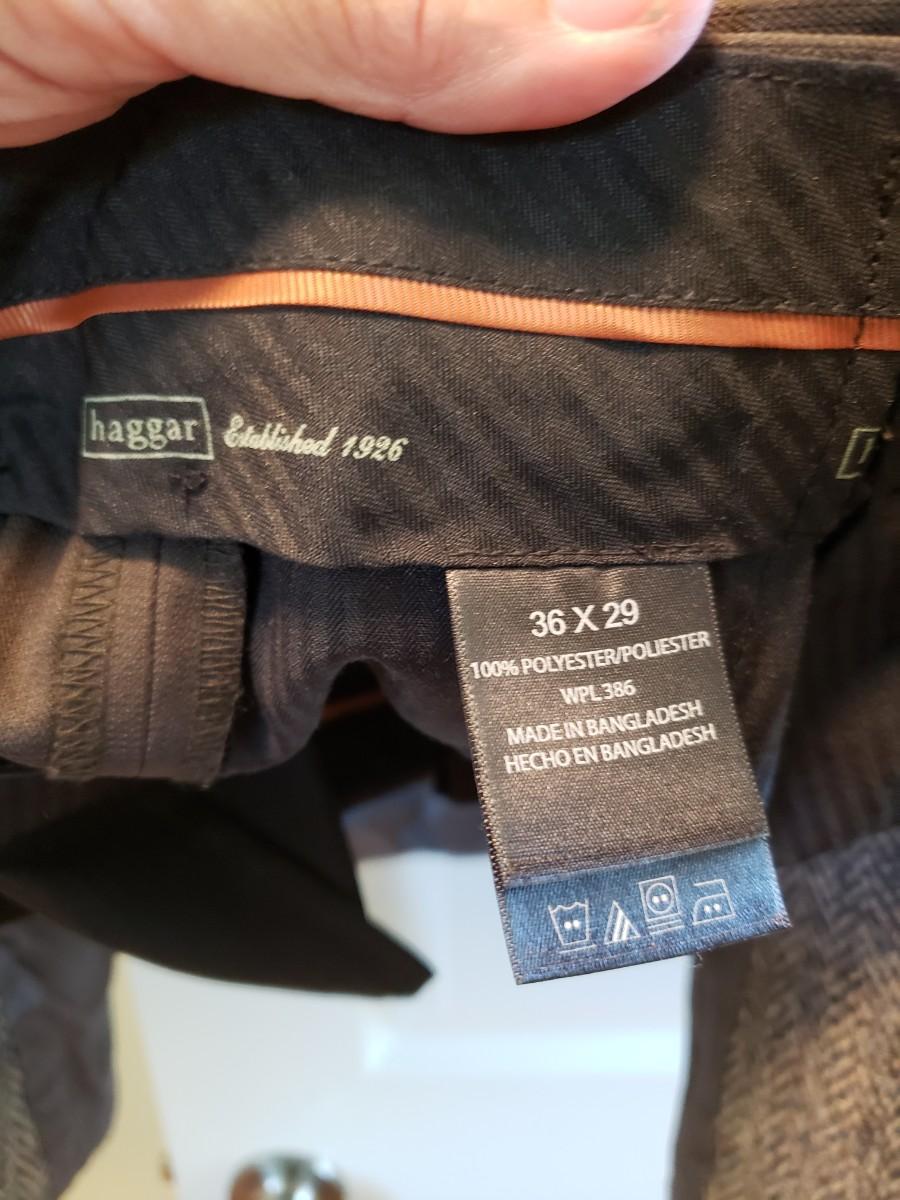 haggar Established 1926
36 X 29
100% POLYESTER/POLIESTER
WPL 386
MADE IN BANGLADESH
HECHO EN BANGLADESH